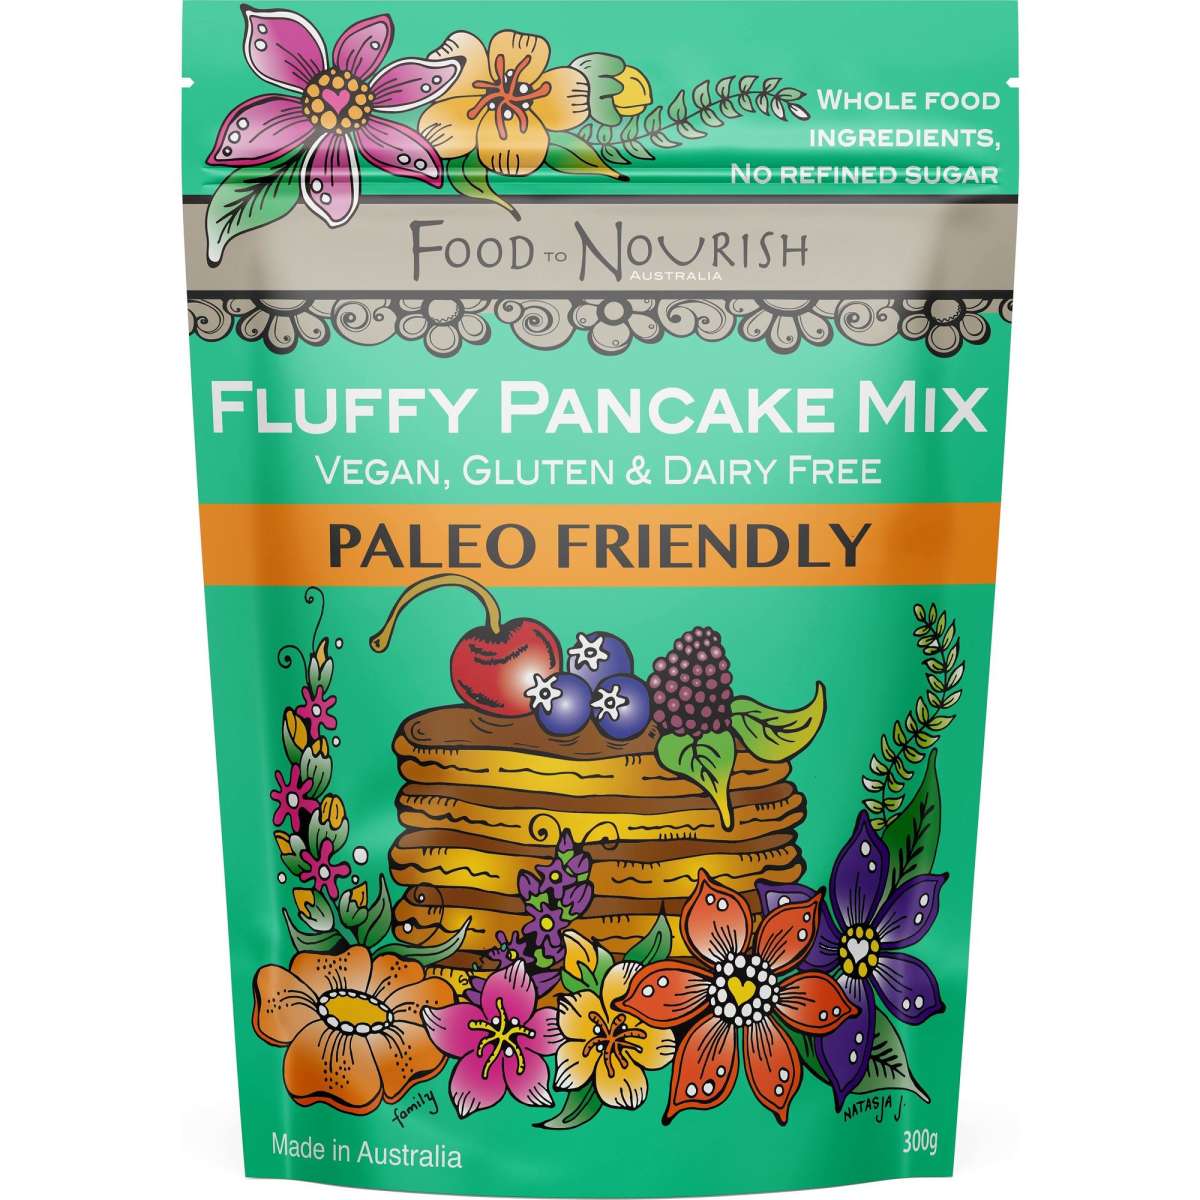 WHOLE FOOD
INGREDIENTS,
NO REFINED SUGAR
FOOD TO NOURISH
AUSTRALIA
FLUFFY PANCAKE MIX
VEGAN, GLUTEN & DAIRY FREE
PALEO FRIENDLY
family
NATASJA J.
Made in Australia
300g